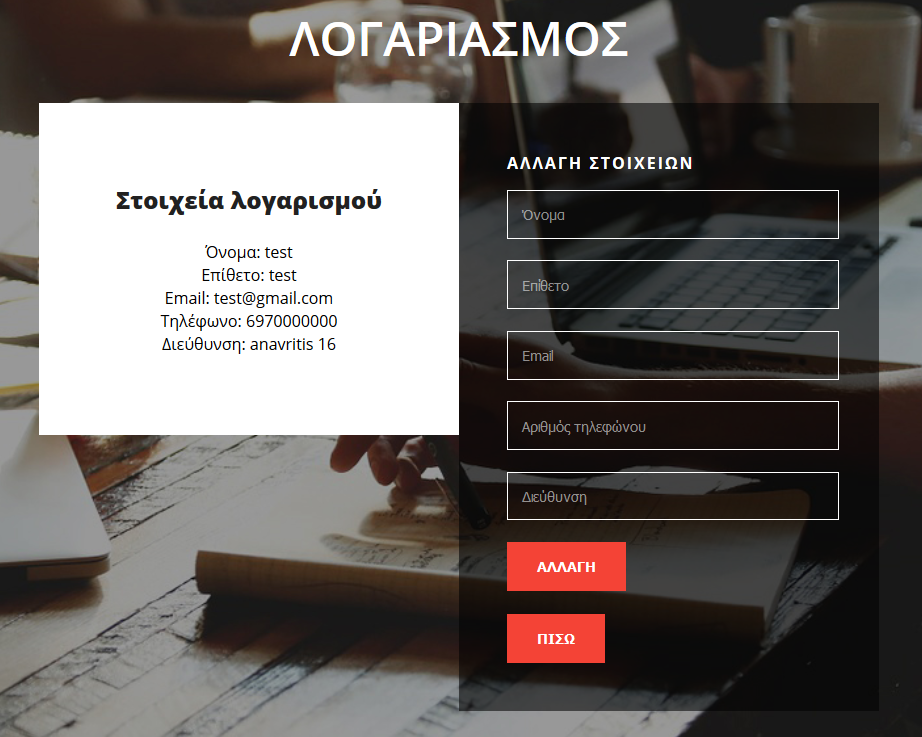 ΛΟΓΑΡΙΑΣΜΟΣ
Στοιχεία λογαρισμού
Όνομα: test
Επίθετο: test
Email: test@gmail.com
Τηλέφωνο: 6970000000
Διεύθυνση: anavritis 16
ΑΛΛΑΓΗ ΣΤΟΙΧΕΙΩΝ
Όνομα
Επίθετο
Email
Αριθμός τηλεφώνου
Διεύθυνση
ΑΛΛΑΓΗ
ΠΙΣΩ